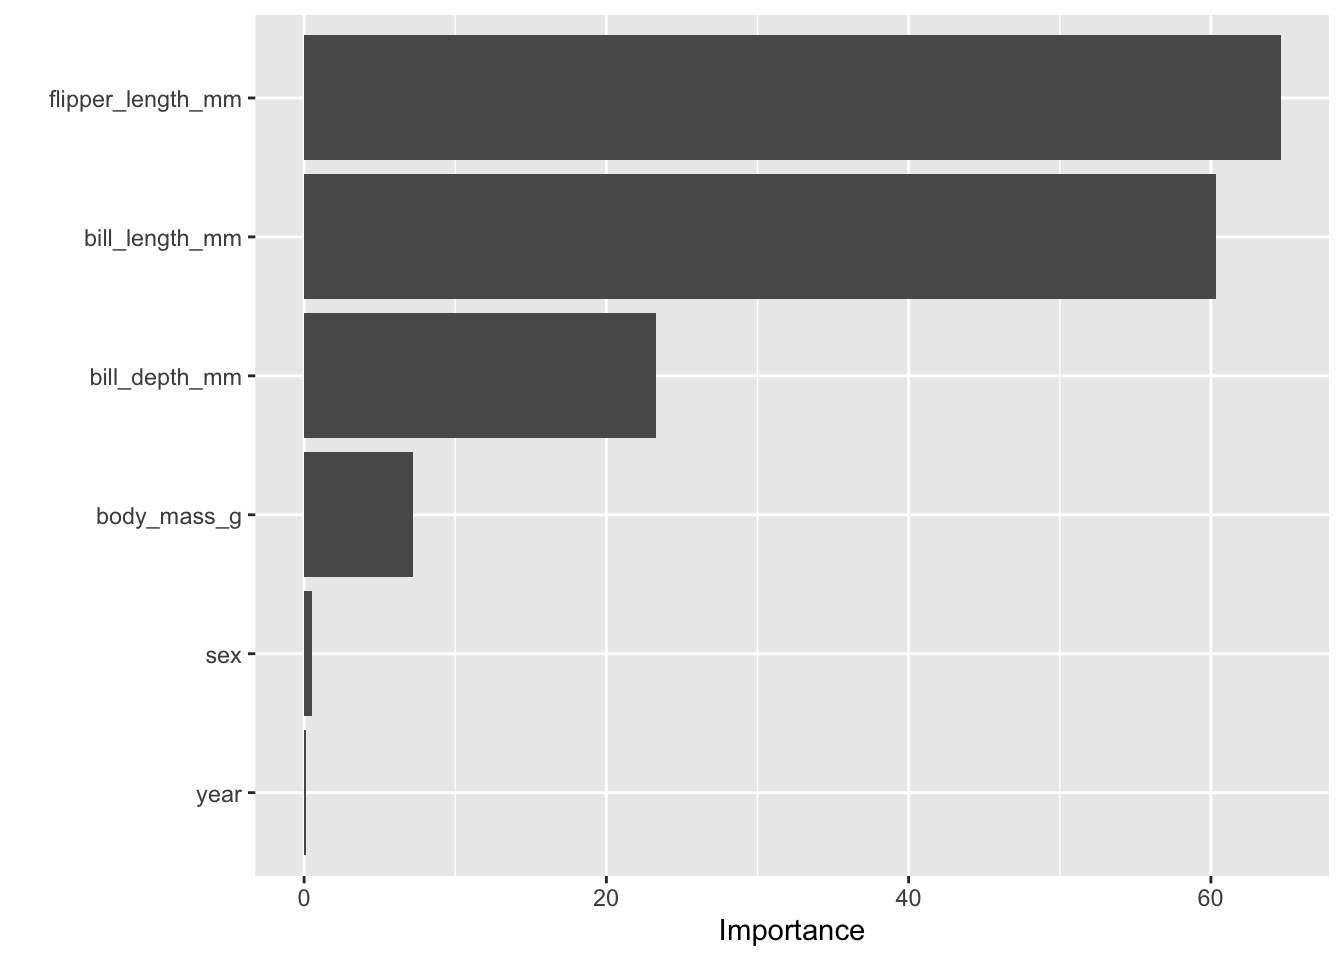 flipper_length_mm
bill_length_mm
bill_depth_mm
body_mass_g
sex
year
0 20 40 60
Importance